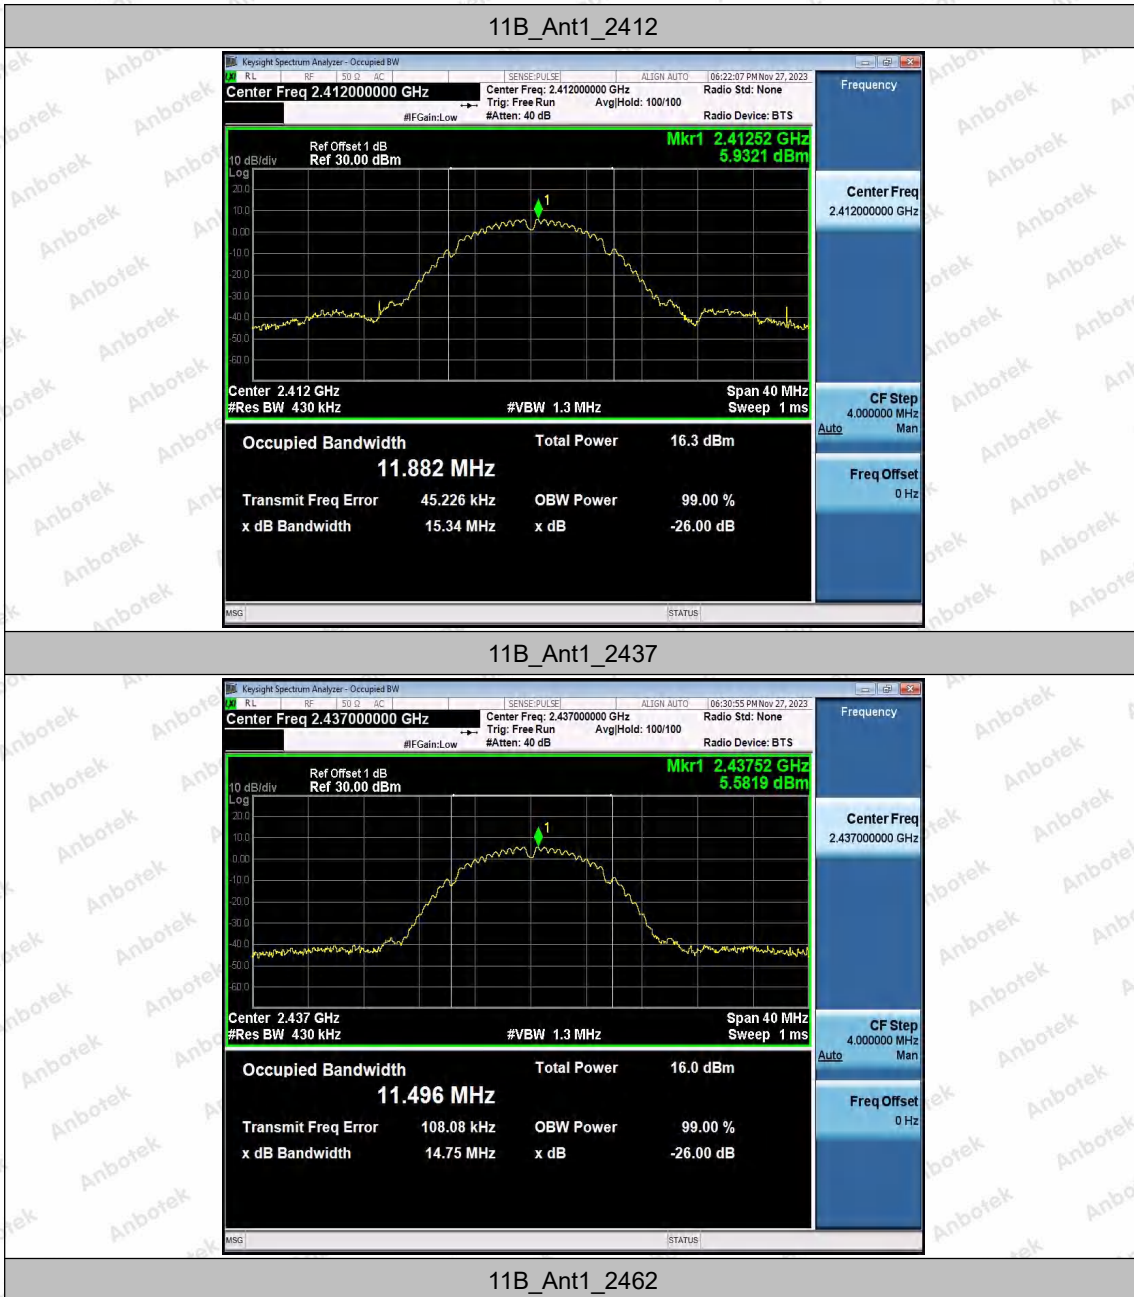 11B_Ant1_2412
Keysight Spectrum Analyzer - Occupied BW
LXI RL RF 50 Ω AC SENSE:PULSE ALIGN AUTO 06:22:07 PM Nov 27, 2023
Center Freq 2.412000000 GHz Center Freq: 2.412000000 GHz Radio Std: None Frequency
Trig: Free Run Avg|Hold: 100/100
#IFGain:Low #Atten: 40 dB Radio Device: BTS
Mkr1 2.41252 GHz
5.9321 dBm
Ref Offset 1 dB
10 dB/div Ref 30.00 dBm
Log
20.0
10.0
0.00
-10.0
-20.0
-30.0
-40.0
-50.0
-60.0
1
Center Freq
2.412000000 GHz
Center 2.412 GHz Span 40 MHz
#Res BW 430 kHz #VBW 1.3 MHz Sweep 1 ms
CF Step
4.000000 MHz
Auto Man
Occupied Bandwidth Total Power 16.3 dBm
11.882 MHz
Freq Offset
0 Hz
Transmit Freq Error 45.226 kHz OBW Power 99.00 %
x dB Bandwidth 15.34 MHz x dB -26.00 dB
MSG STATUS
11B_Ant1_2437
Keysight Spectrum Analyzer - Occupied BW
LXI RL RF 50 Ω AC SENSE:PULSE ALIGN AUTO 06:30:55 PM Nov 27, 2023
Center Freq 2.437000000 GHz Center Freq: 2.437000000 GHz Radio Std: None Frequency
Trig: Free Run Avg|Hold: 100/100
#IFGain:Low #Atten: 40 dB Radio Device: BTS
Mkr1 2.43752 GHz
5.5819 dBm
Ref Offset 1 dB
10 dB/div Ref 30.00 dBm
Log
20.0
10.0
0.00
-10.0
-20.0
-30.0
-40.0
-50.0
-60.0
1
Center Freq
2.437000000 GHz
Center 2.437 GHz Span 40 MHz
#Res BW 430 kHz #VBW 1.3 MHz Sweep 1 ms
CF Step
4.000000 MHz
Auto Man
Occupied Bandwidth Total Power 16.0 dBm
11.496 MHz
Freq Offset
0 Hz
Transmit Freq Error 108.08 kHz OBW Power 99.00 %
x dB Bandwidth 14.75 MHz x dB -26.00 dB
MSG STATUS
11B_Ant1_2462